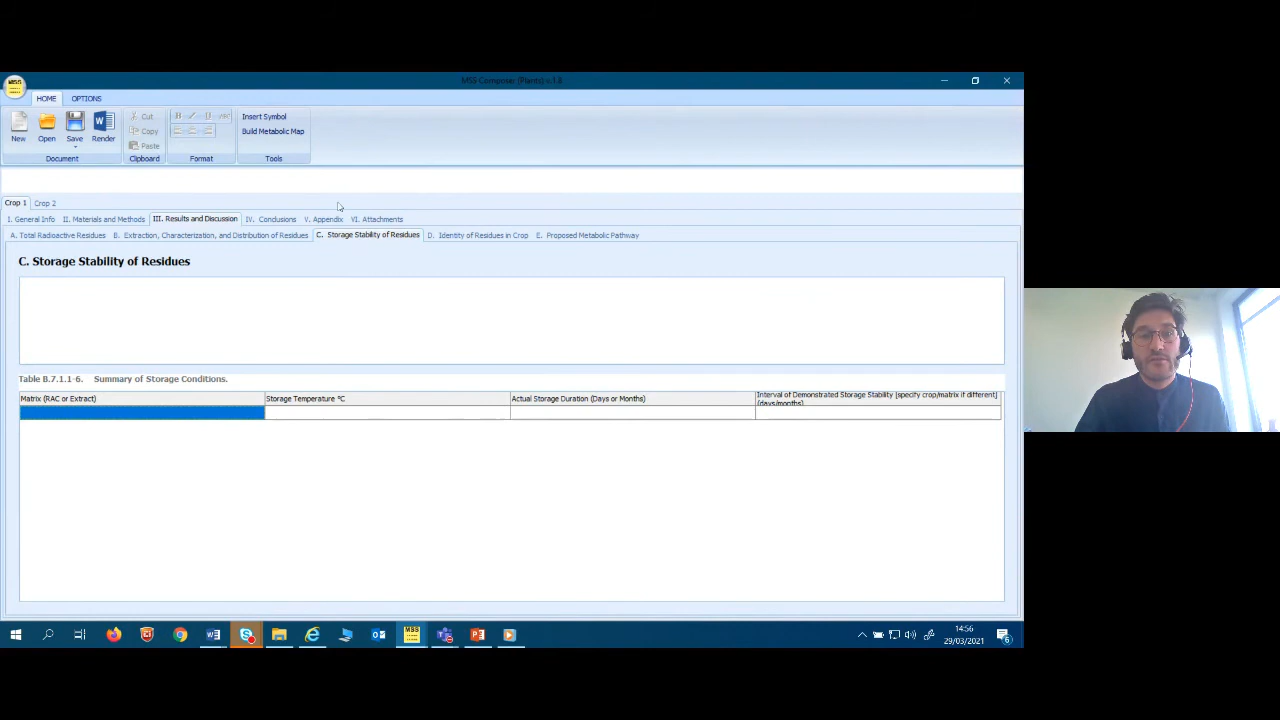 MSS Composer (Plants) v.1.8
MSS
HOME OPTIONS
New Open Save Render
Cut
Copy
Paste
Insert Symbol
Build Metabolic Map
Document Clipboard Format Tools
Crop 1 Crop 2
I. General Info II. Materials and Methods III. Results and Discussion IV. Conclusions V. Appendix VI. Attachments
A. Total Radioactive Residues B. Extraction, Characterization, and Distribution of Residues C. Storage Stability of Residues D. Identity of Residues in Crop E. Proposed Metabolic Pathway
C. Storage Stability of Residues
Table B.7.1.1-6. Summary of Storage Conditions.
Matrix (RAC or Extract) Storage Temperature °C Actual Storage Duration (Days or Months) Interval of Demonstrated Storage Stability [specify crop/matrix if different]
(days/months)
MSS
14:56
29/03/2021
6